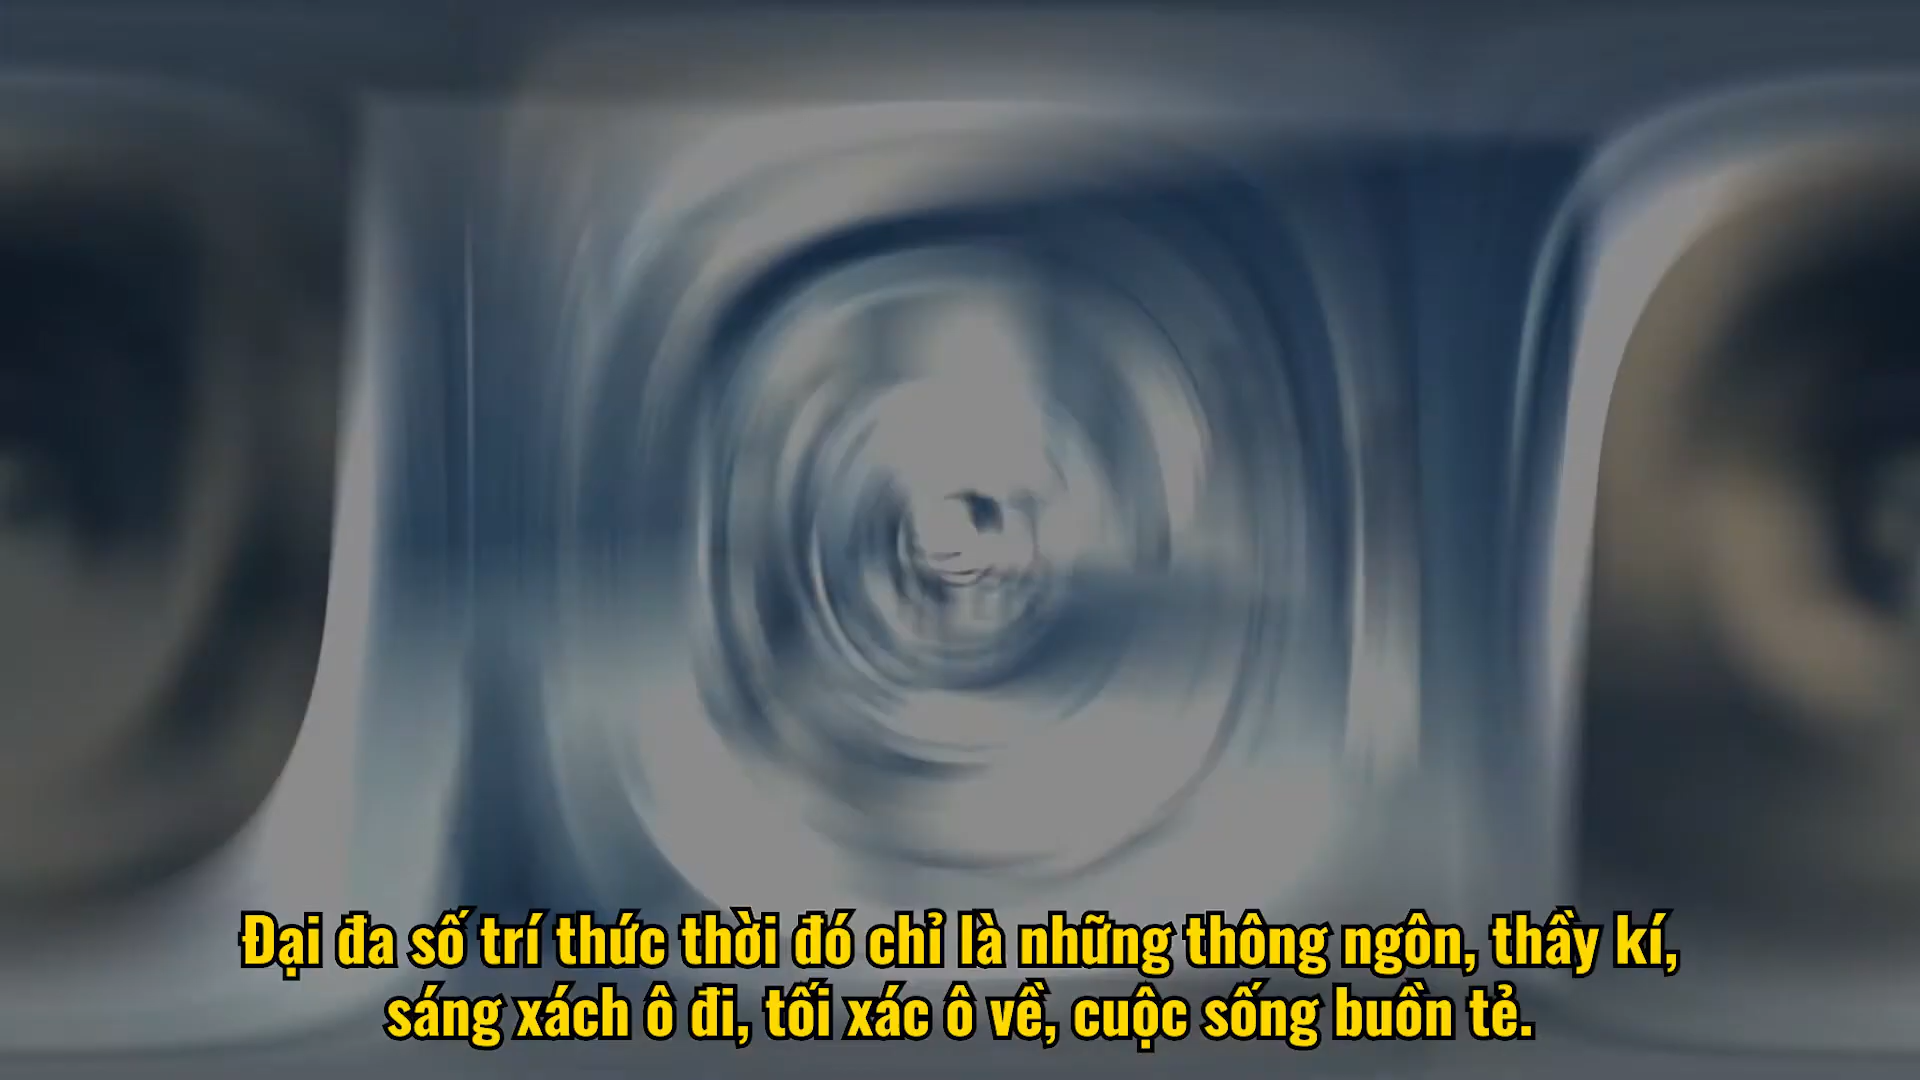 Đại đa số trí thức thời đó chỉ là những thông ngôn, thầy kí,
sáng xách ô đi, tối xác ô về, cuộc sống buồn tẻ.